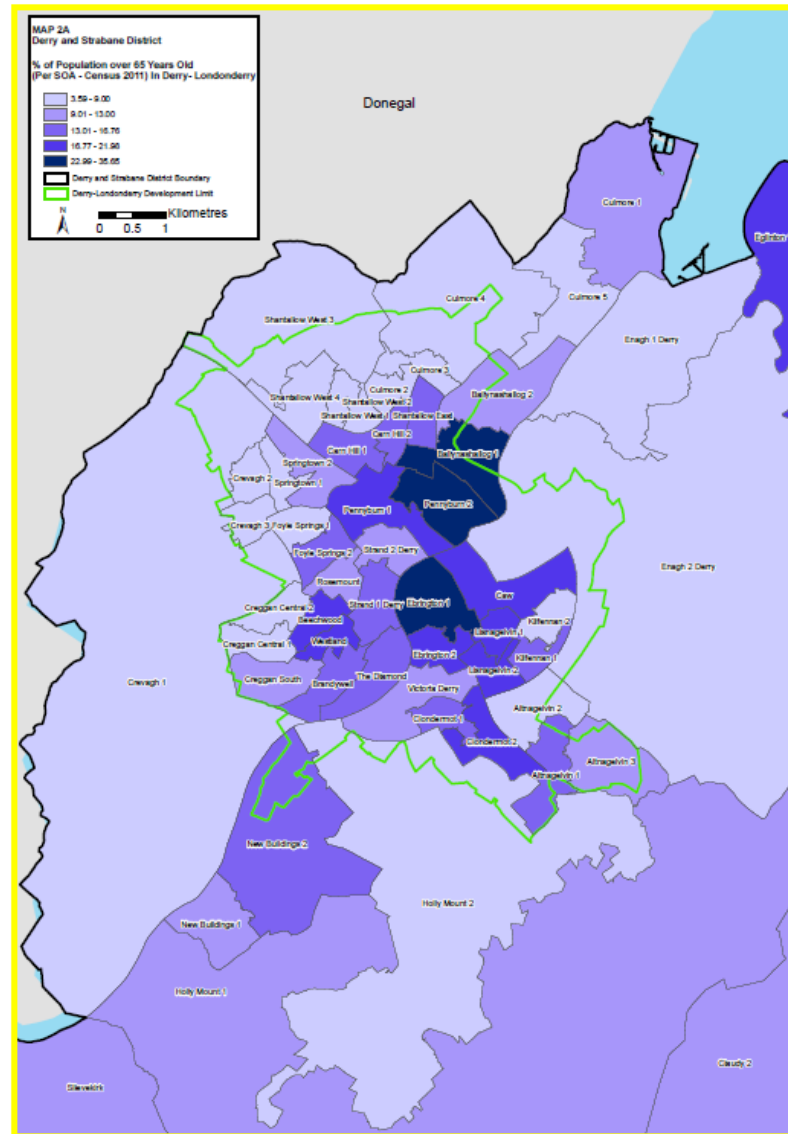 MAP 2A
Derry and Strabane District
% of Population over 65 Years Old
(Per SOA - Census 2011) In Derry- Londonderry
3.59 - 9.00
9.01 - 13.00
13.01 - 16.76
16.77 - 21.98
22.99 - 35.65
Derry and Strabane District Boundary
Derry-Londonderry Development Limit
N
Kilometres
0 0.5 1
Donegal
Culmore 1
Eglinton
Culmore 4
Culmore 5
Shantallow West 3
Enagh 1 Derry
Culmore 3
Culmore 2
Ballynashallog 2
Shantallow West 4
Shantallow West 2
Shantallow West 1
Shantallow East
Carn Hill 2
Carn Hill 1
Ballynashallog 1
Springtown 2
Crevagh 2
Springtown 1
Pennyburn 2
Pennyburn 1
Crevagh 3
Foyle Springs 1
Strand 2 Derry
Foyle Springs 2
Enagh 2 Derry
Rosemount
Caw
Creggan Central 2
Strand 1 Derry
Ebrington 1
Beechwood
Kilfennan 2
Lisnagelvin 1
Westland
Creggan Central 1
Ebrington 2
Kilfennan 1
Lisnagelvin 2
Creggan South
The Diamond
Crevagh 1
Brandywell
Victoria Derry
Altnagelvin 2
Clondermot 1
Clondermot 2
Altnagelvin 3
Altnagelvin 1
New Buildings 2
Holly Mount 2
New Buildings 1
Holly Mount 1
Claudy 2
Slievekirk